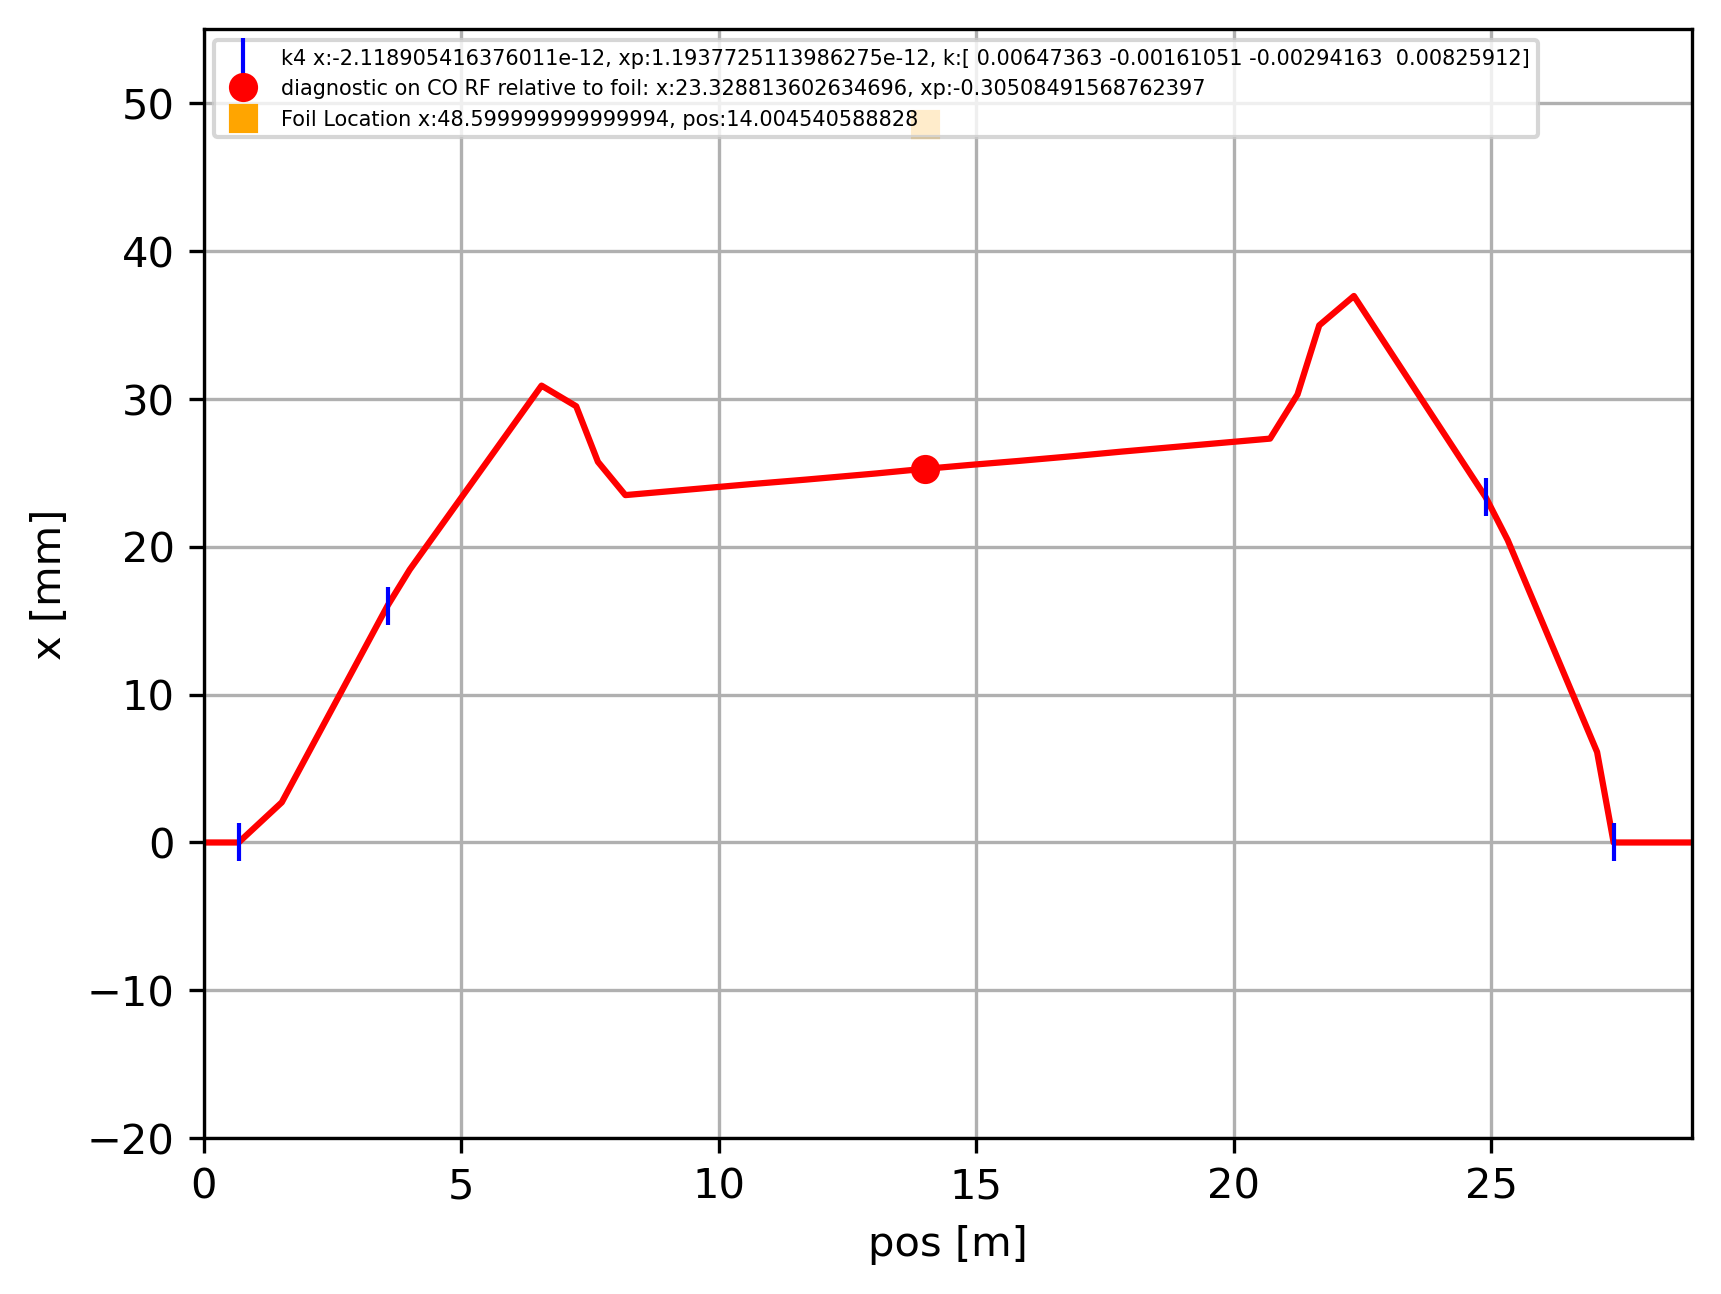 k4 x:-2.118905416376011e-12, xp:1.1937725113986275e-12, k:[ 0.00647363 -0.00161051 -0.00294163  0.00825912]
diagnostic on CO RF relative to foil: x:23.328813602634696, xp:-0.30508491568762397
Foil Location x:48.599999999999994, pos:14.004540588828
50
40
30
20
10
0
−10
−20
x [mm]
0 5 10 15 20 25
pos [m]